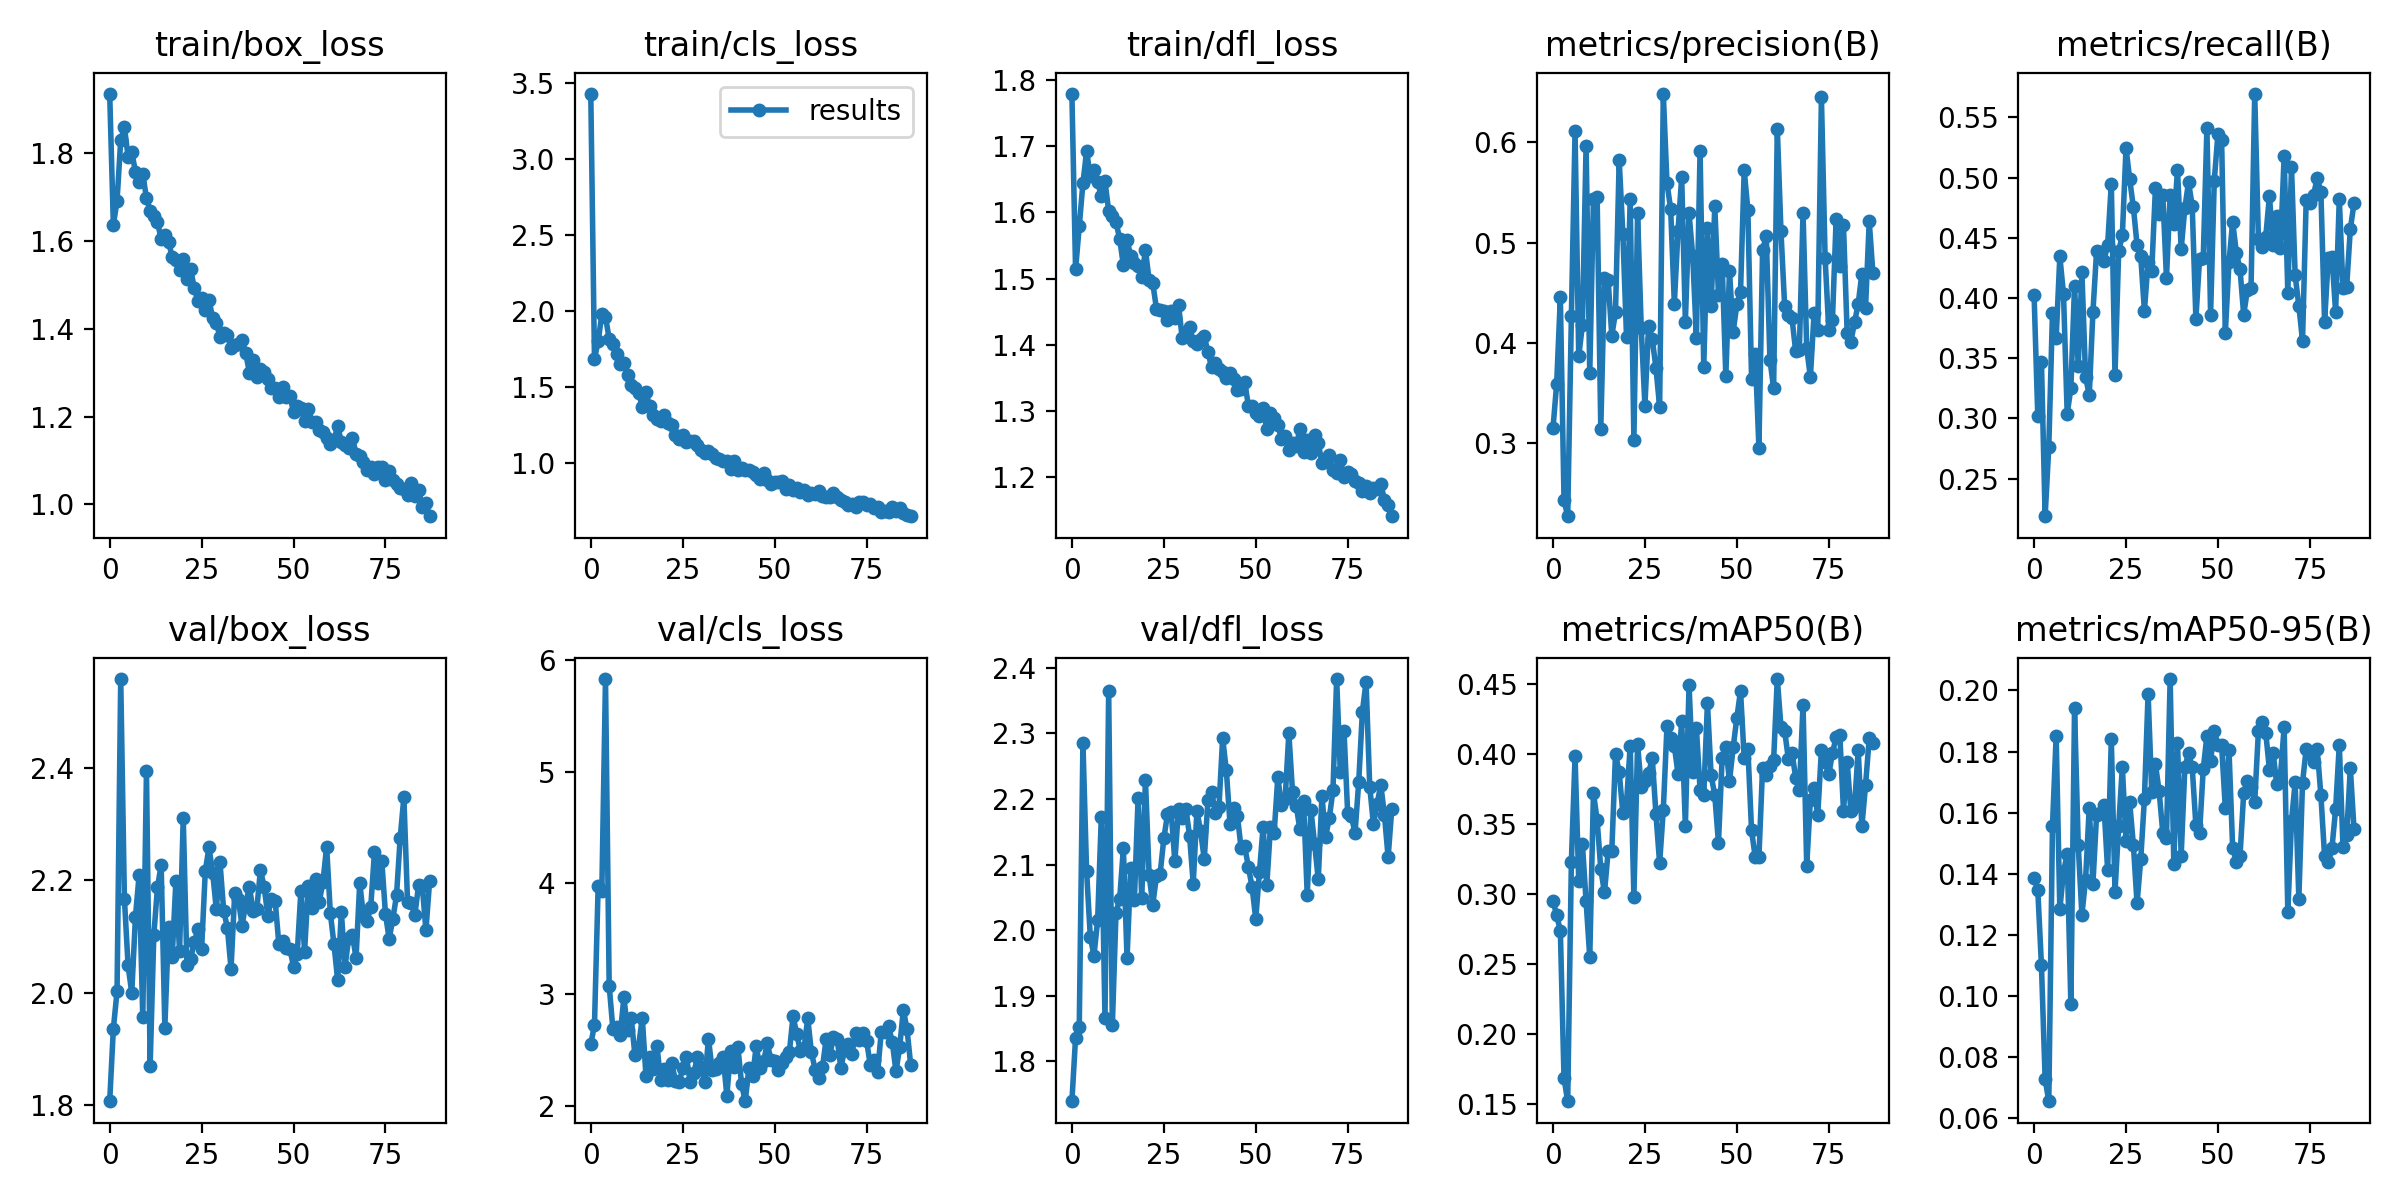 train/box_loss
1.8
1.6
1.4
1.2
1.0
0 25 50 75
train/cls_loss
results
3.5
3.0
2.5
2.0
1.5
1.0
0 25 50 75
train/dfl_loss
1.8
1.7
1.6
1.5
1.4
1.3
1.2
0 25 50 75
metrics/precision(B)
0.6
0.5
0.4
0.3
0 25 50 75
metrics/recall(B)
0.55
0.50
0.45
0.40
0.35
0.30
0.25
0 25 50 75
val/box_loss
2.4
2.2
2.0
1.8
0 25 50 75
val/cls_loss
6
5
4
3
2
0 25 50 75
val/dfl_loss
2.4
2.3
2.2
2.1
2.0
1.9
1.8
0 25 50 75
metrics/mAP50(B)
0.45
0.40
0.35
0.30
0.25
0.20
0.15
0 25 50 75
metrics/mAP50-95(B)
0.20
0.18
0.16
0.14
0.12
0.10
0.08
0.06
0 25 50 75